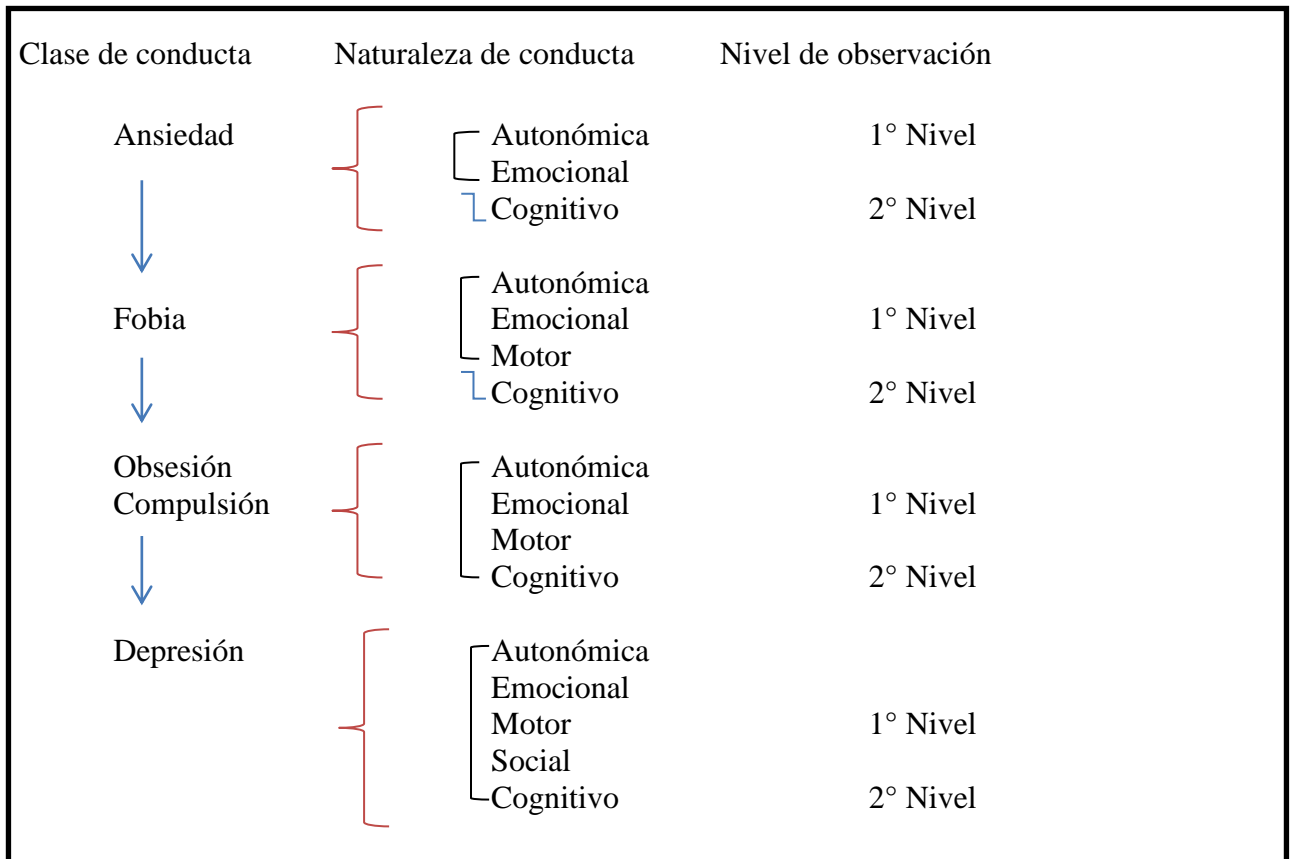 Clase de conducta Naturaleza de conducta Nivel de observación
Ansiedad Autonómica 1° Nivel
Emocional
Cognitivo 2° Nivel
Autonómica
Fobia Emocional 1° Nivel
Motor
Cognitivo 2° Nivel
Obsesión Autonómica
Compulsión Emocional 1° Nivel
Motor
Cognitivo 2° Nivel
Depresión Autonómica
Emocional
Motor 1° Nivel
Social
Cognitivo 2° Nivel